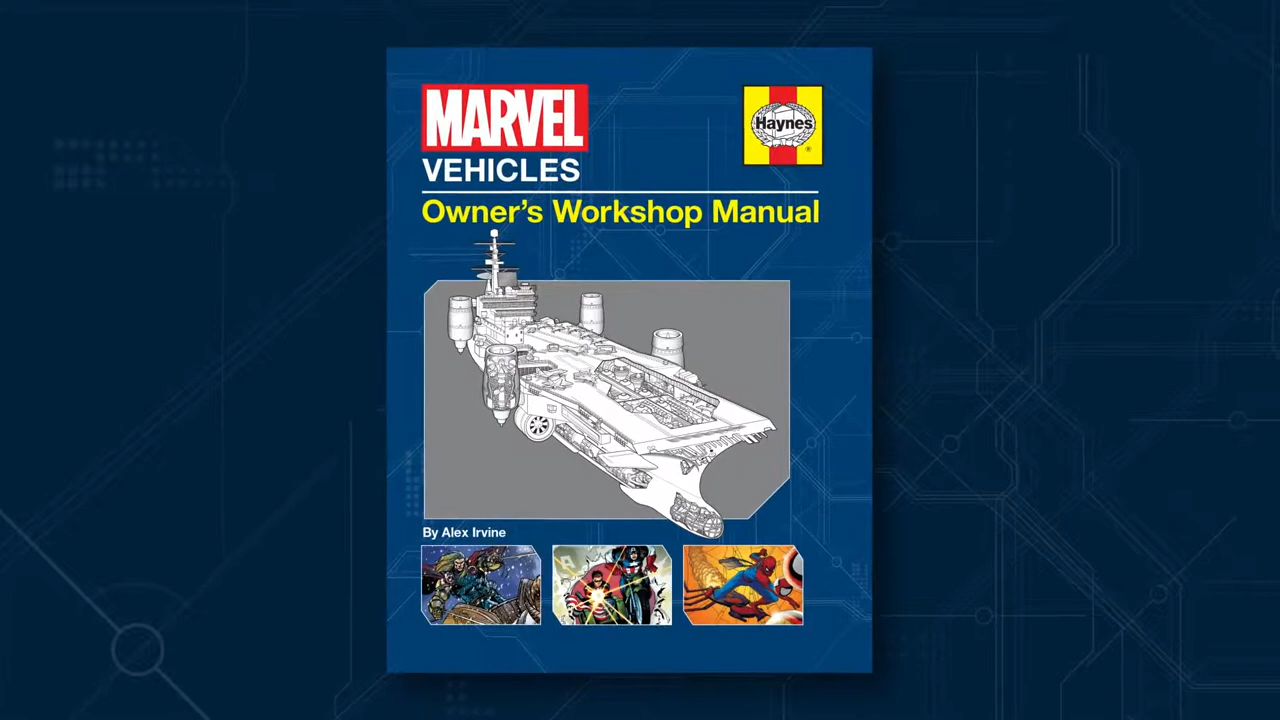 MARVEL
VEHICLES
Haynes
®
Owner's Workshop Manual
By Alex Irvine